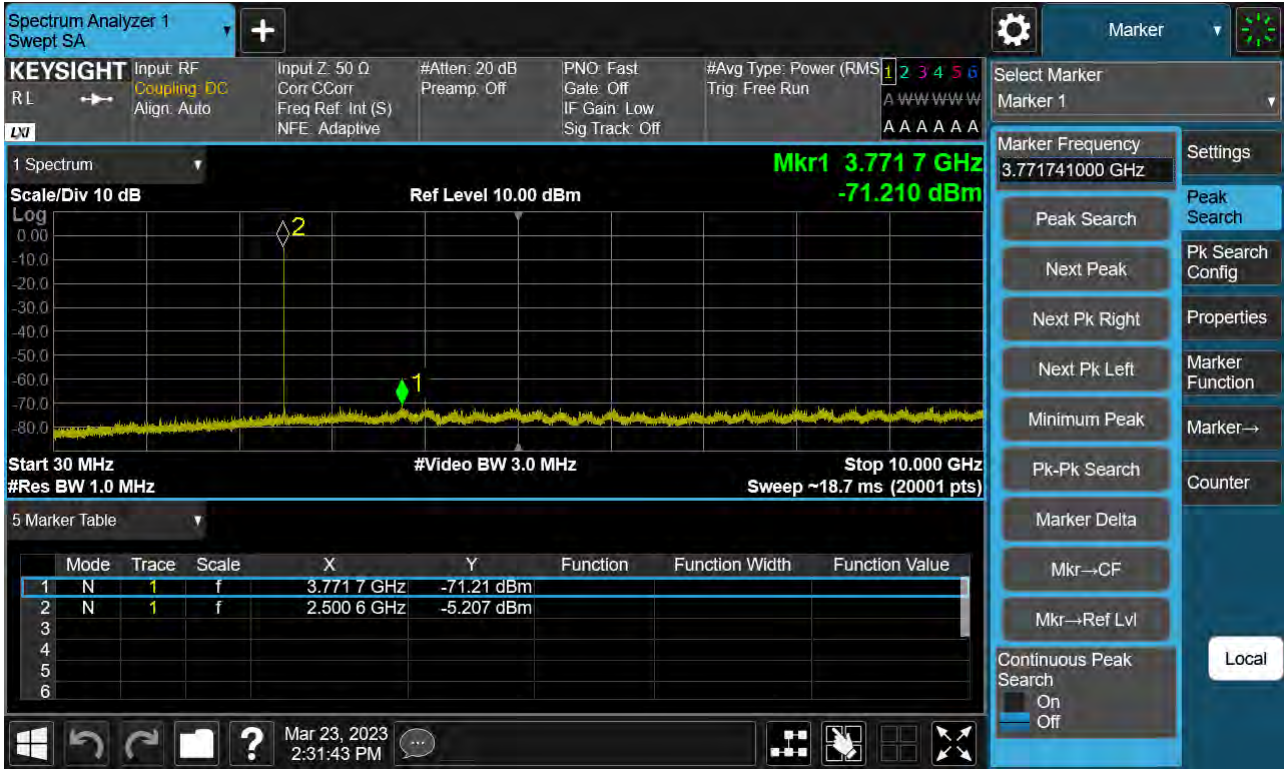 Spectrum Analyzer 1
Swept SA
Marker
KEYSIGHT
R L
LXI
Input: RF
Coupling: DC
Align: Auto
Input Z: 50 Ω
Corr CCorr
Freq Ref: Int (S)
NFE: Adaptive
#Atten: 20 dB
Preamp: Off
PNO: Fast
Gate: Off
IF Gain: Low
Sig Track: Off
#Avg Type: Power (RMS
Trig: Free Run
1 2 3 4 5 6
A W W W W W
A A A A A A
Select Marker
Marker 1
1 Spectrum
Mkr1 3.771 7 GHz
-71.210 dBm
Scale/Div 10 dB
Ref Level 10.00 dBm
Log
0.00
-10.0
-20.0
-30.0
-40.0
-50.0
-60.0
-70.0
-80.0
2
1
Start 30 MHz
#Video BW 3.0 MHz
Stop 10.000 GHz
#Res BW 1.0 MHz
Sweep ~18.7 ms (20001 pts)
5 Marker Table
Mode Trace Scale X Y Function Function Width Function Value
1 N 1 f 3.771 7 GHz -71.21 dBm
2 N 1 f 2.500 6 GHz -5.207 dBm
3
4
5
6
Marker Frequency
3.771741000 GHz
Peak Search
Next Peak
Next Pk Right
Next Pk Left
Minimum Peak
Pk-Pk Search
Marker Delta
Mkr→CF
Mkr→Ref Lvl
Continuous Peak
Search
On
Off
Settings
Peak
Search
Pk Search
Config
Properties
Marker
Function
Marker→
Counter
Local
?
Mar 23, 2023
2:31:43 PM